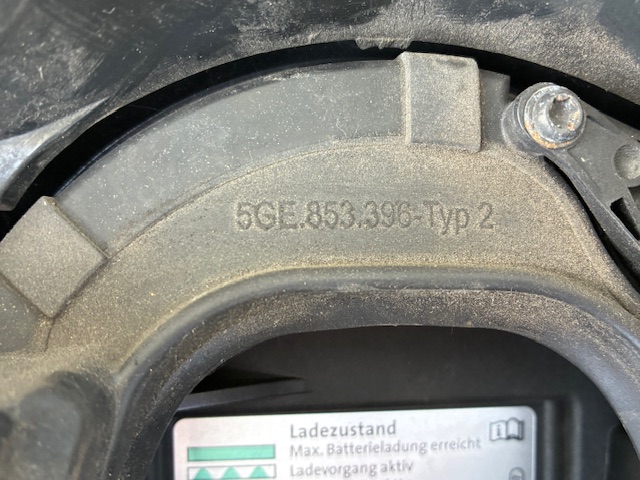 5GE.853.396-Typ 2
Ladezustand
Max. Batterieladung erreicht
Ladevorgang aktiv